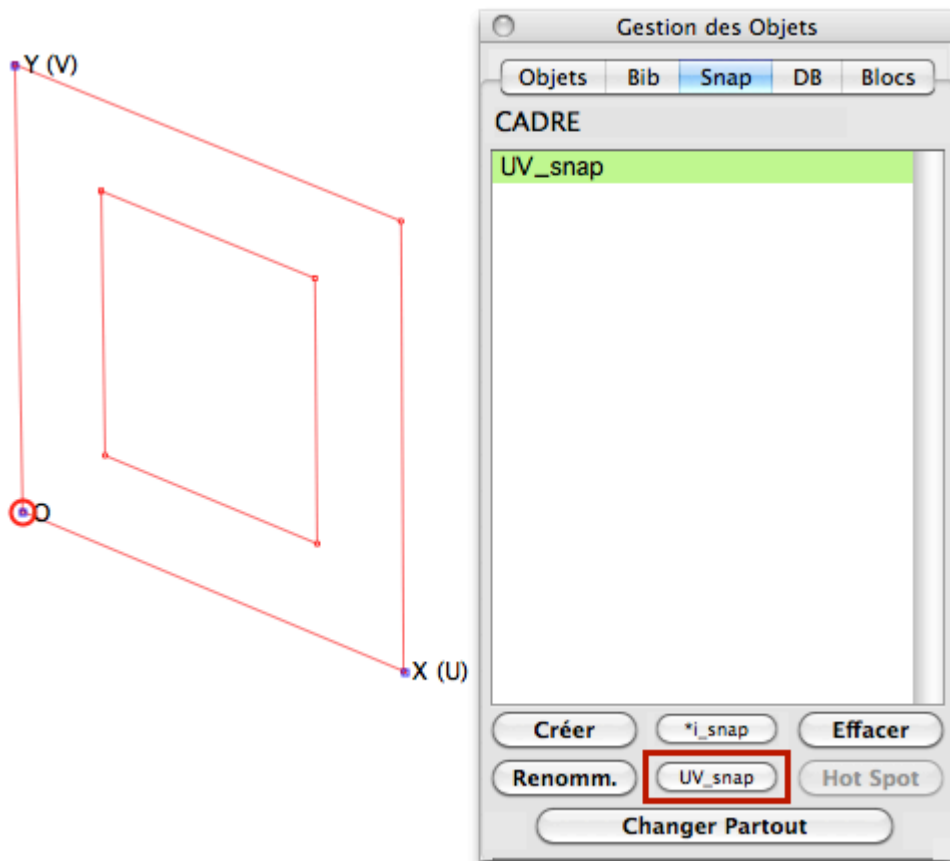 Y (V)
O
X (U)
Gestion des Objets
Objets Bib Snap DB Blocs
CADRE
UV_snap
Créer *i_snap Effacer
Renomm. UV_snap Hot Spot
Changer Partout